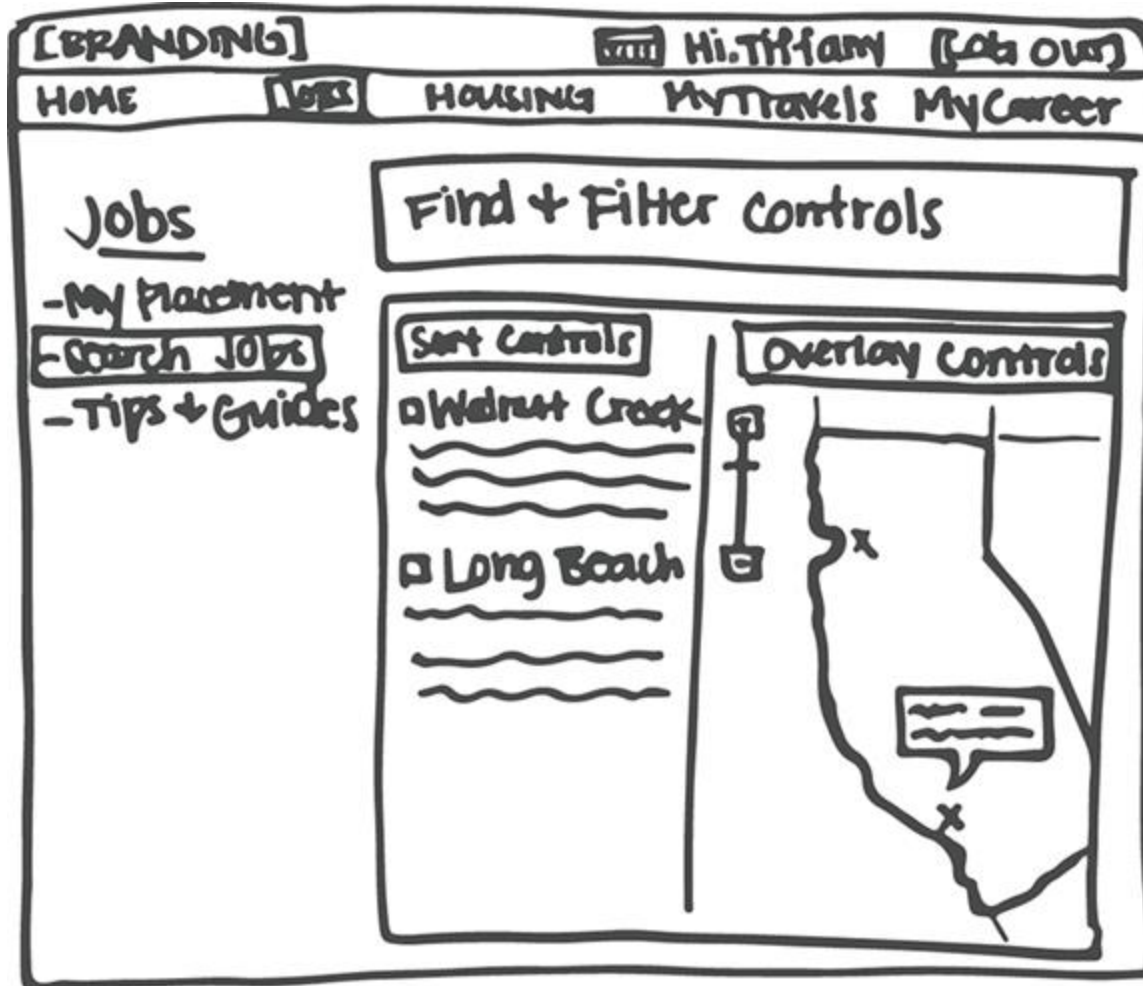 [BRANDING] Hi, Tiffany [Log Out]
HOME JOBS HOUSING MyTravels MyCareer
Jobs
- My Placement
- Search Jobs
- Tips + Guides
Find + Filter Controls
Sort Controls
Walnut Creek
Long Beach
Overlay Controls